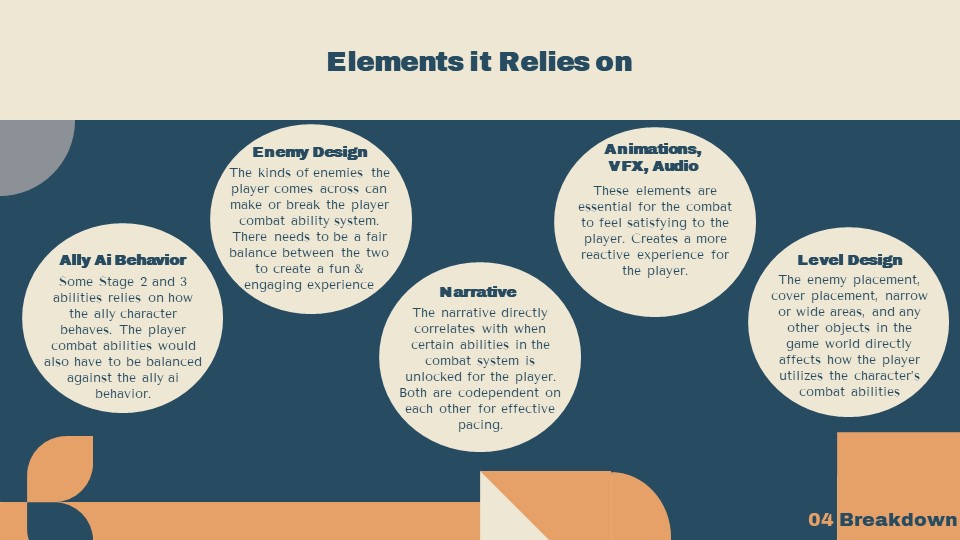 Elements it Relies on
Enemy Design
The kinds of enemies the
player comes across can
make or break the player
combat ability system.
There needs to be a fair
balance between the two
to create a fun &
engaging experience
Animations,
VFX, Audio
These elements are
essential for the combat
to feel satisfying to the
player. Creates a more
reactive experience for
the player.
Ally Ai Behavior
Some Stage 2 and 3
abilities relies on how
the ally character
behaves. The player
combat abilities would
also have to be balanced
against the ally ai
behavior.
Narrative
The narrative directly
correlates with when
certain abilities in the
combat system is
unlocked for the player.
Both are codependent on
each other for effective
pacing.
Level Design
The enemy placement,
cover placement, narrow
or wide areas, and any
other objects in the
game world directly
affects how the player
utilizes the character's
combat abilities
04 Breakdown